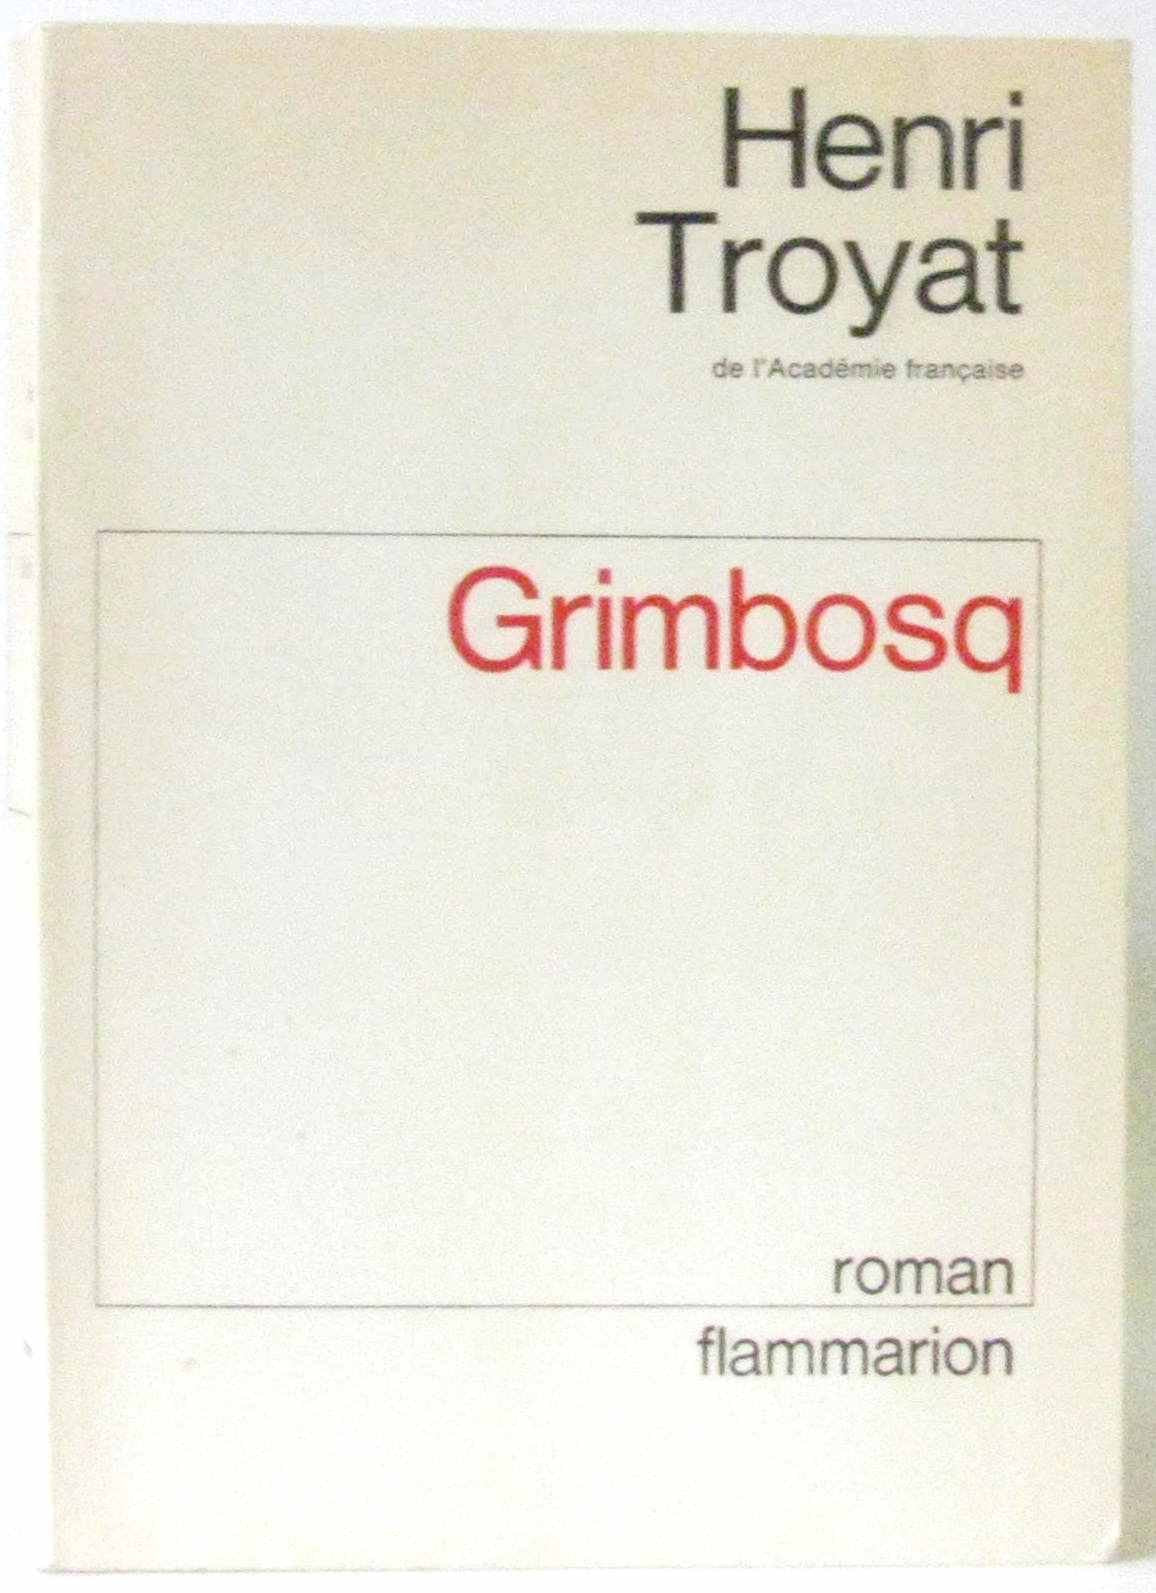 Henri
Troyat
de l'Académie française
Grimbosq
roman
flammarion